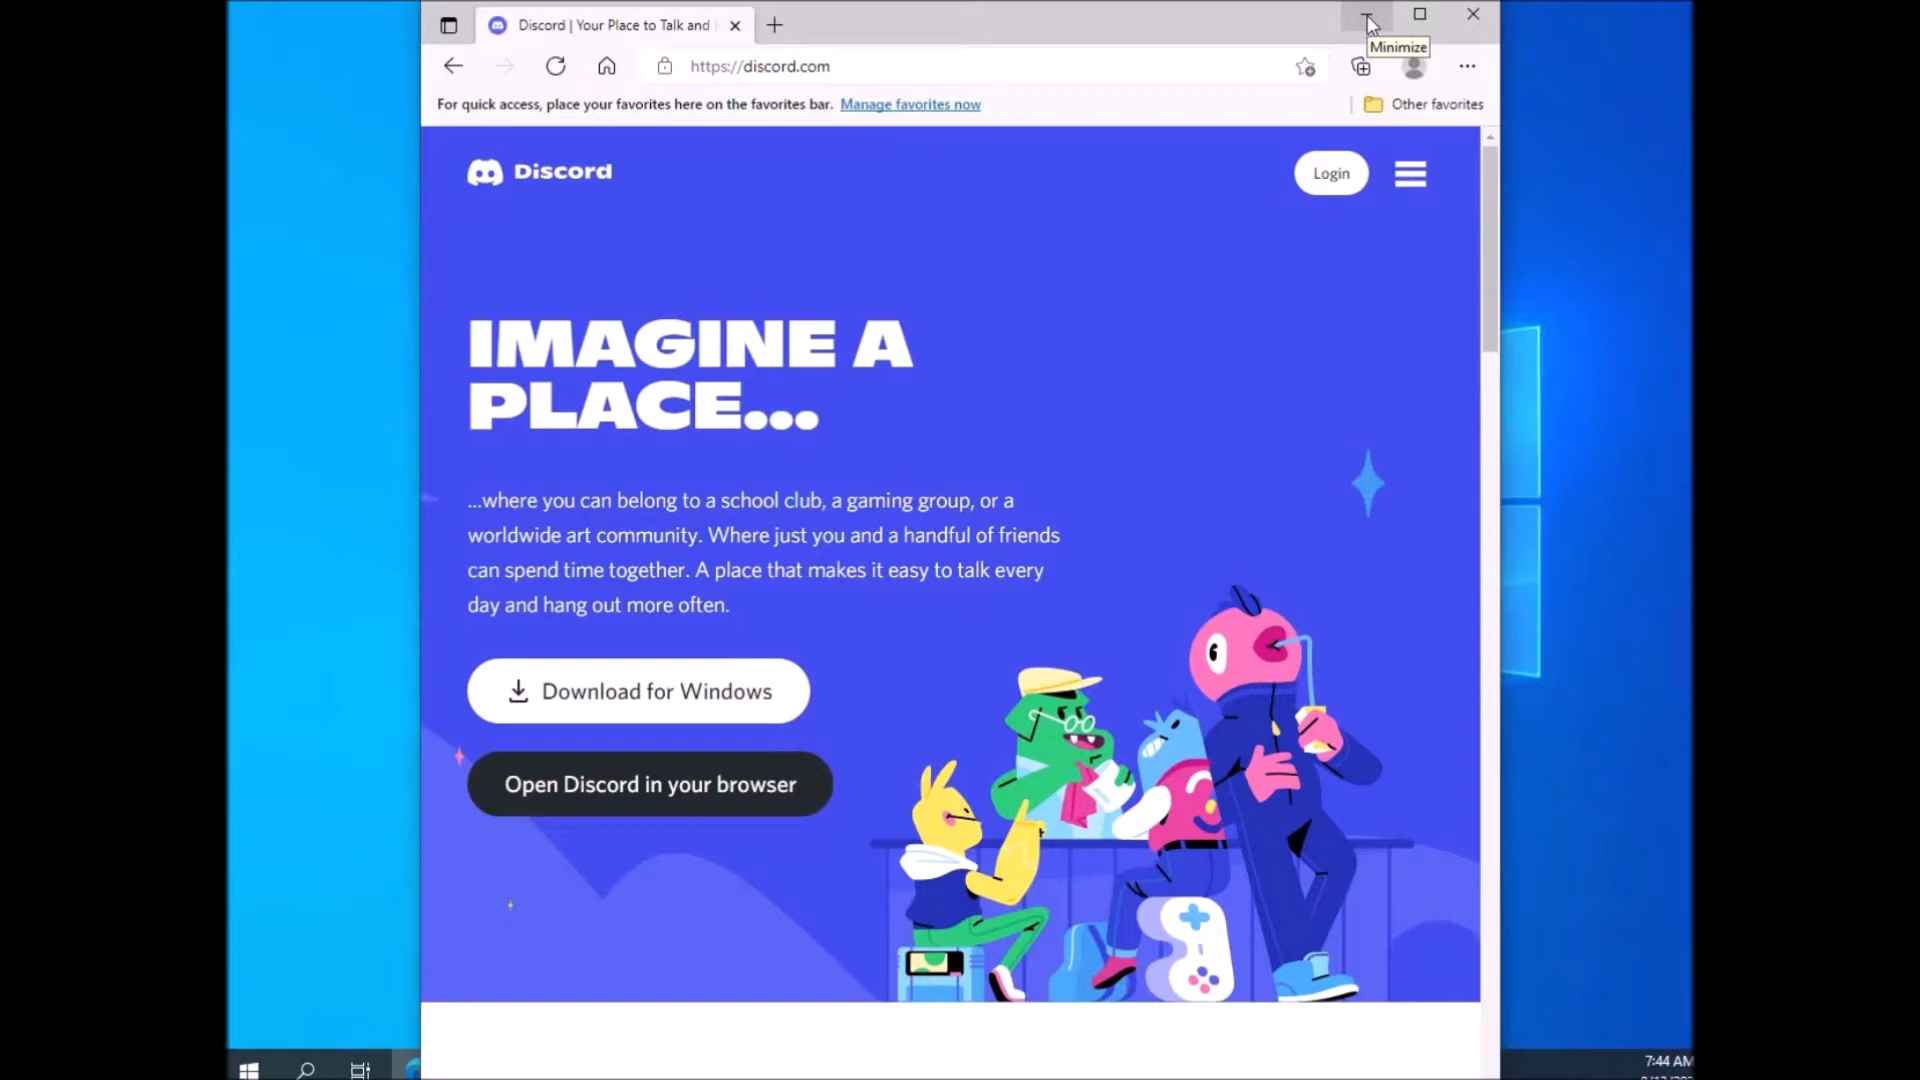 Discord | Your Place to Talk and
Minimize
https://discord.com
For quick access, place your favorites here on the favorites bar. Manage favorites now
Other favorites
Discord
Login
IMAGINE A
PLACE...
...where you can belong to a school club, a gaming group, or a
worldwide art community. Where just you and a handful of friends
can spend time together. A place that makes it easy to talk every
day and hang out more often.
Download for Windows
Open Discord in your browser
7:44 AM